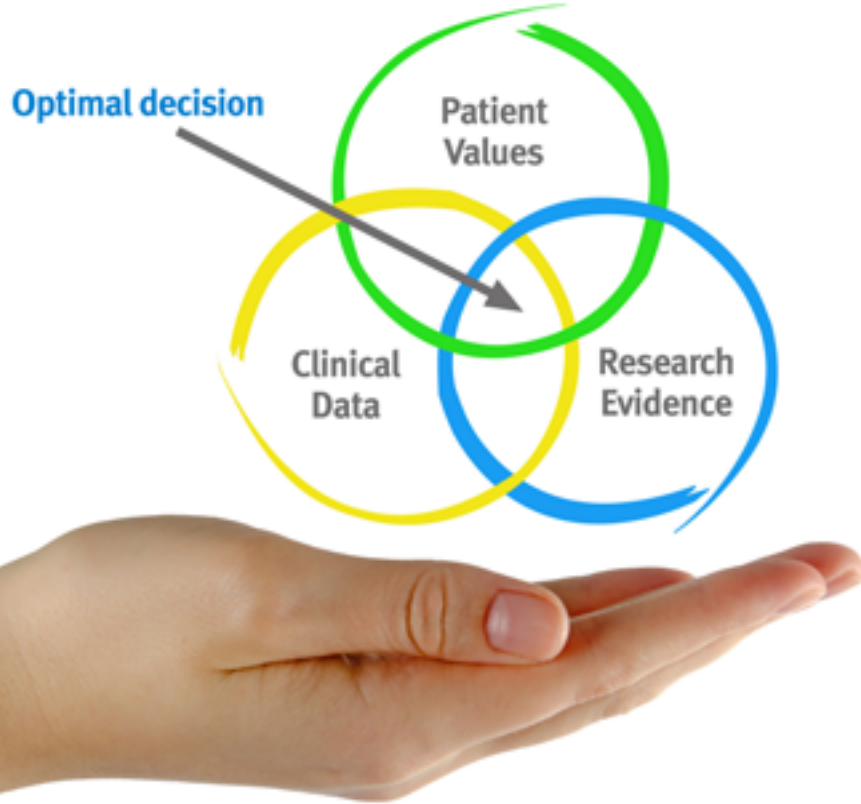 Optimal decision
Patient
Values
Clinical
Data
Research
Evidence